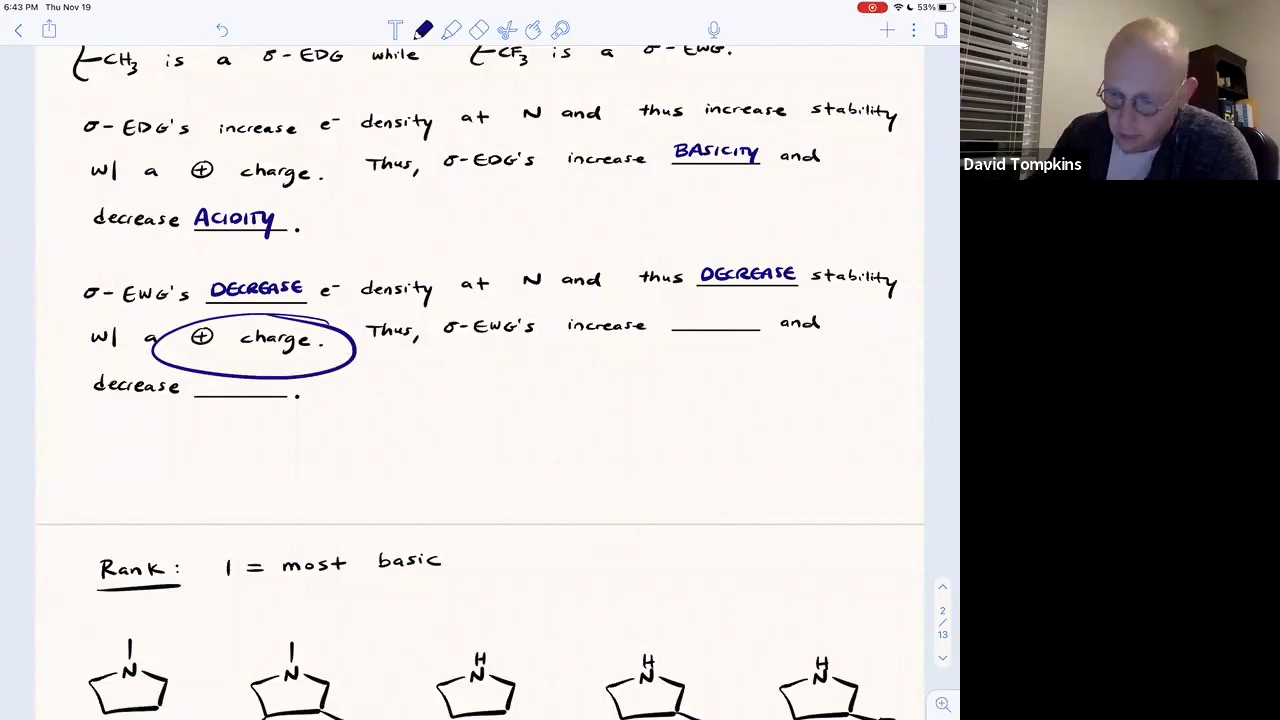 6:43 PM Thu Nov 19
53%
CH3 is a σ-EDG while CF3 is a σ-EWG.
σ-EDG's increase e⁻ density at N and thus increase stability
w/ a ⊕ charge. Thus, σ-EDG's increase BASICITY and
decrease ACIDITY.
σ-EWG's DECREASE e⁻ density at N and thus DECREASE stability
w/ a ⊕ charge. Thus, σ-EWG's increase ______ and
decrease ______.
Rank: 1 = most basic
N N H N H N H N
2
/
13
David Tompkins